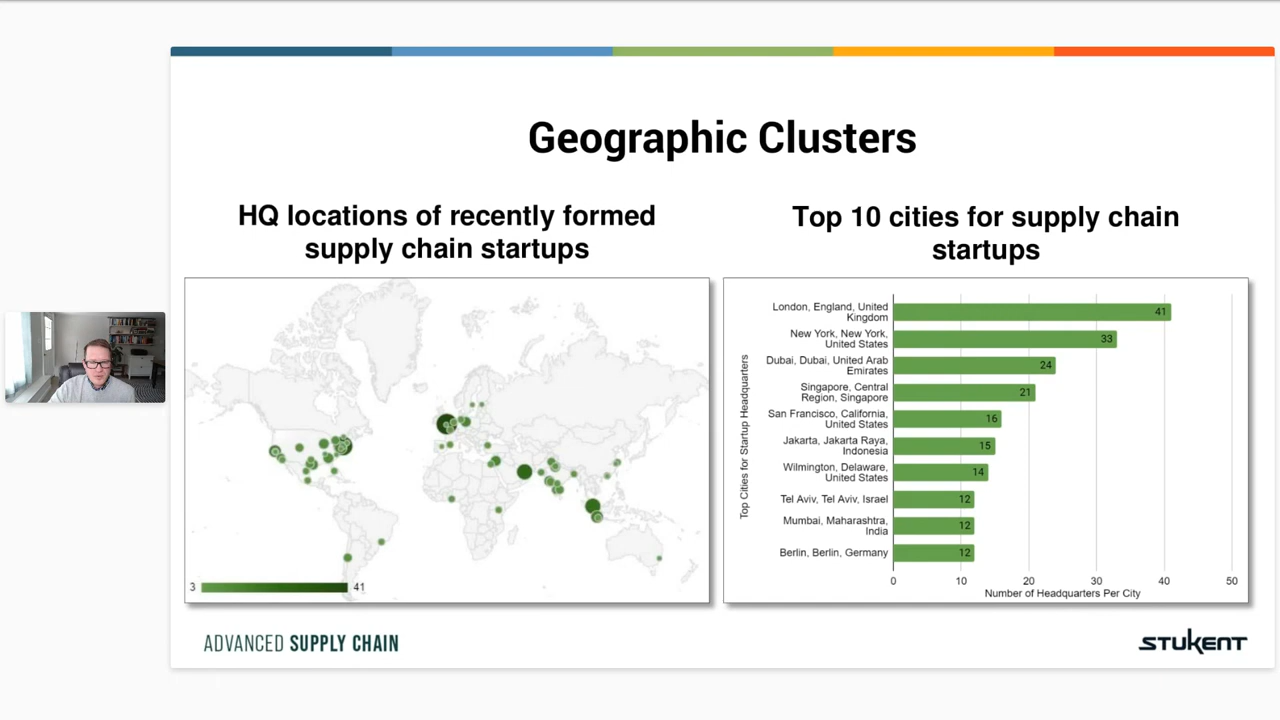 Geographic Clusters
HQ locations of recently formed
supply chain startups
3
41
Top 10 cities for supply chain
startups
Top Cities for Startup Headquarters
London, England, United
Kingdom
41
New York, New York,
United States
33
Dubai, Dubai, United Arab
Emirates
24
Singapore, Central
Region, Singapore
21
San Francisco, California,
United States
16
Jakarta, Jakarta Raya,
Indonesia
15
Wilmington, Delaware,
United States
14
Tel Aviv, Tel Aviv, Israel
12
Mumbai, Maharashtra,
India
12
Berlin, Berlin, Germany
12
0 10 20 30 40 50
Number of Headquarters Per City
ADVANCED SUPPLY CHAIN
STUKENT